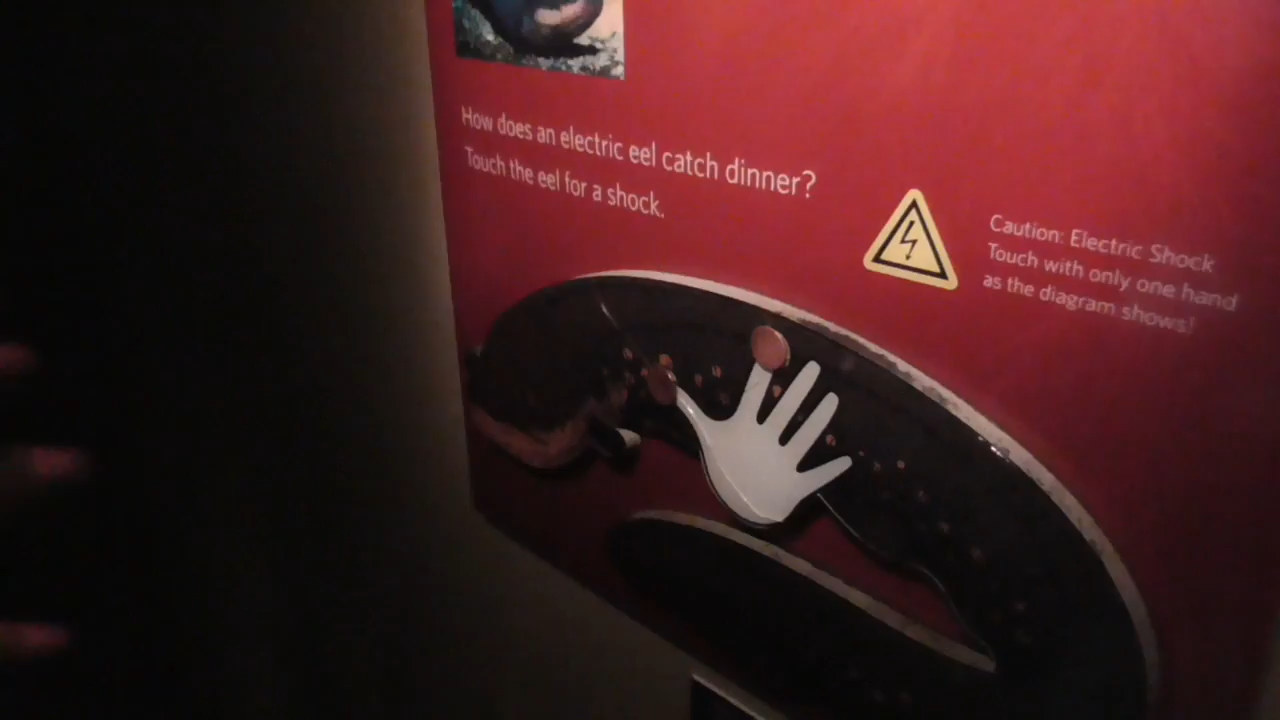 How does an electric eel catch dinner?
Touch the eel for a shock.
Caution: Electric Shock
Touch with only one hand
as the diagram shows!